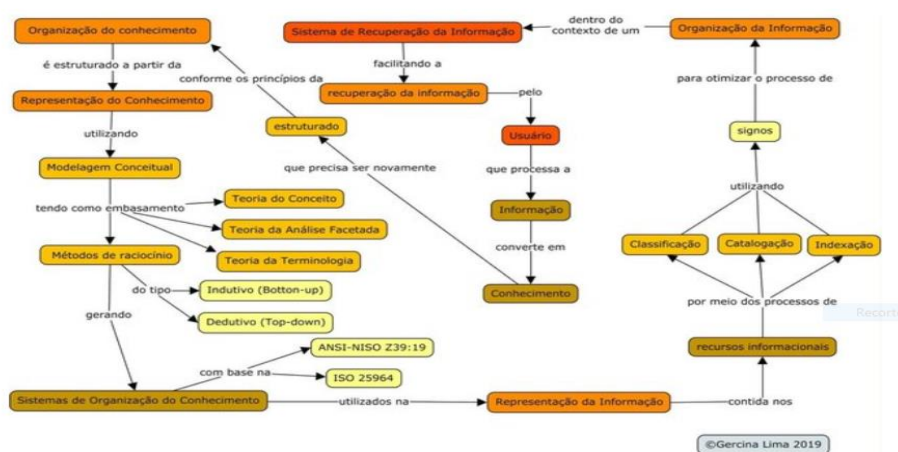 Organização do conhecimento
Sistema de Recuperação da Informação
dentro do
contexto de um
Organização da Informação
é estruturado a partir da
conforme os princípios da
facilitando a
para otimizar o processo de
Representação do Conhecimento
recuperação da informação
pelo
utilizando
estruturado
Usuário
signos
Modelagem Conceitual
que precisa ser novamente
que processa a
utilizando
tendo como embasamento
Teoria do Conceito
Informação
Teoria da Análise Facetada
Classificação
Catalogação
Indexação
Métodos de raciocínio
Teoria da Terminologia
converte em
do tipo
Indutivo (Botton-up)
Conhecimento
por meio dos processos de
gerando
Dedutivo (Top-down)
Recort
ANSI-NISO Z39:19
recursos informacionais
com base na
ISO 25964
Sistemas de Organização do Conhecimento
utilizados na
Representação da Informação
contida nos
©Gercina Lima 2019